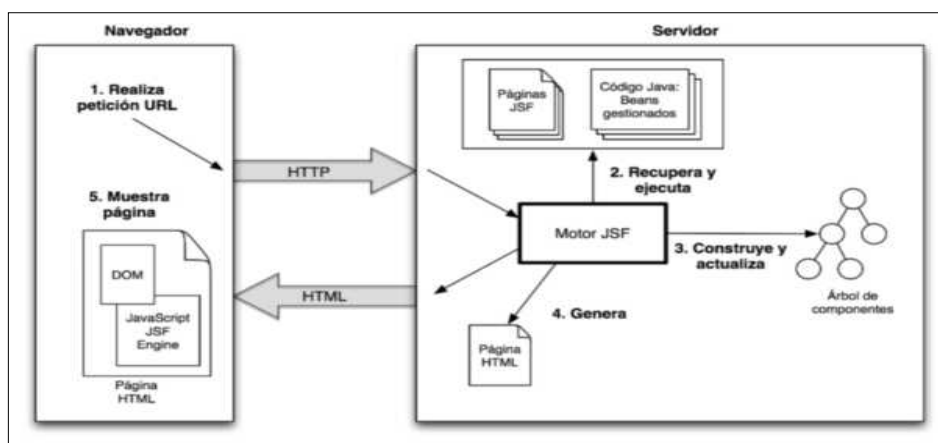 Navegador
1. Realiza
petición URL
5. Muestra
página
DOM
JavaScript
JSF
Engine
Página
HTML
HTTP
HTML
Servidor
Páginas
JSF
Código Java:
Beans
gestionados
2. Recupera y
ejecuta
Motor JSF
3. Construye y
actualiza
Árbol de
componentes
4. Genera
Página
HTML